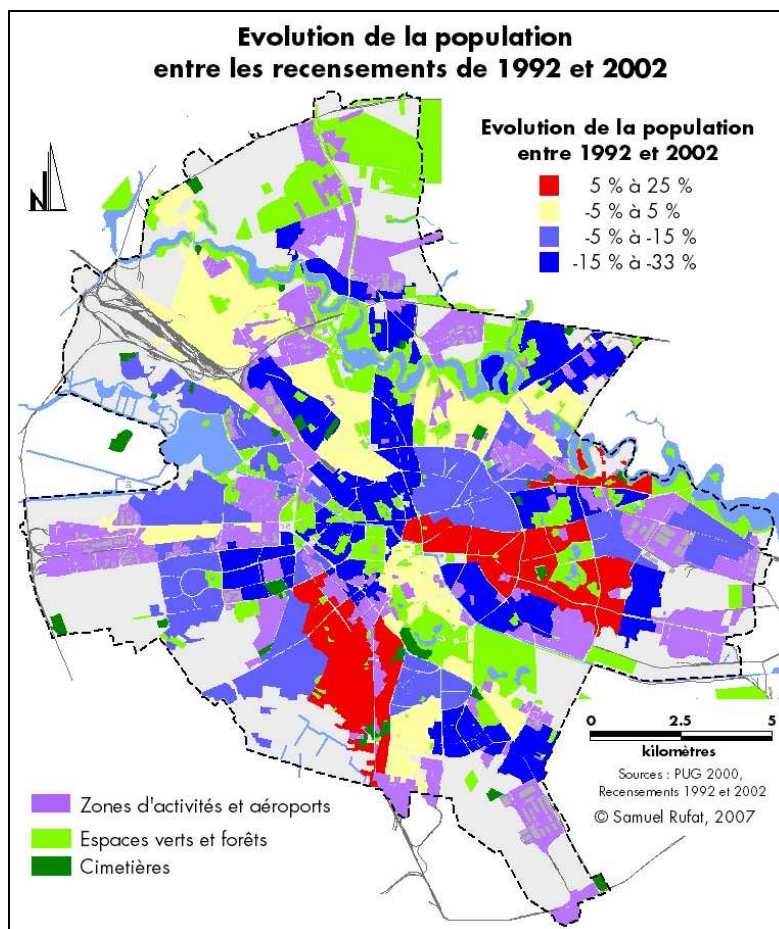 Evolution de la population
entre les recensements de 1992 et 2002
N
Evolution de la population
entre 1992 et 2002
5 % à 25 %
-5 % à 5 %
-5 % à -15 %
-15 % à -33 %
0 2.5 5
kilomètres
Sources : PUG 2000,
Recensements 1992 et 2002
© Samuel Rufat, 2007
Zones d'activités et aéroports
Espaces verts et forêts
Cimetières